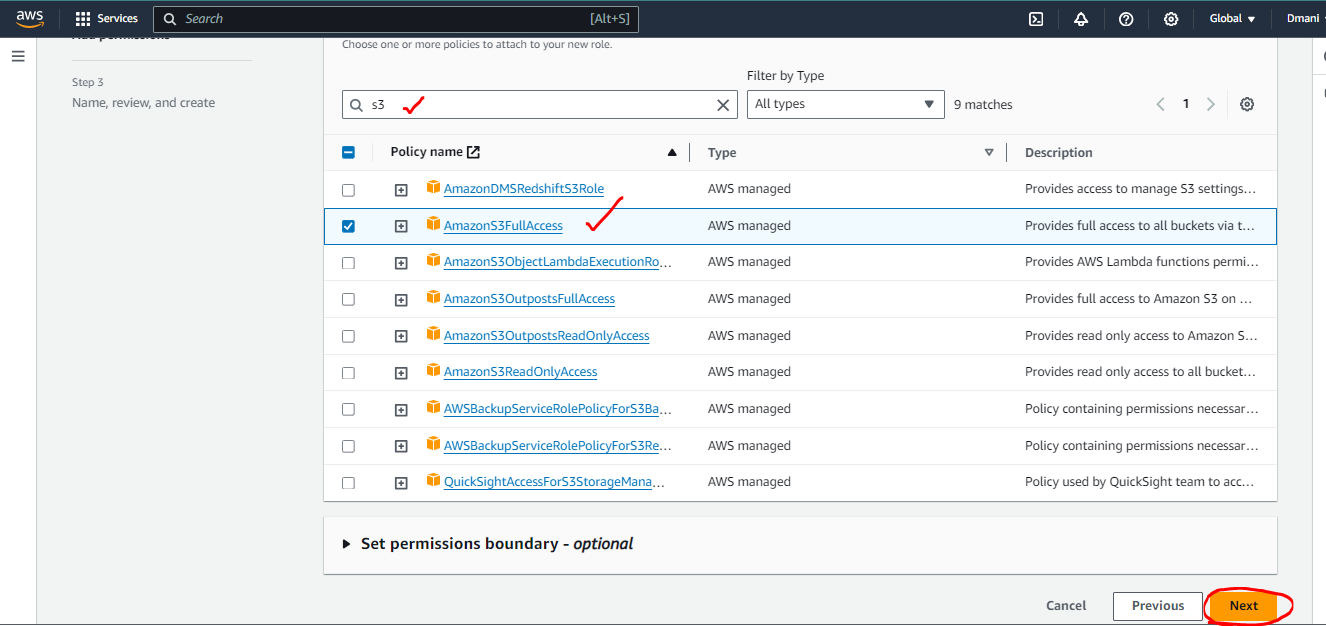 aws Services Search [Alt+S] Global Dmani
Add permissions
Step 3
Name, review, and create
Choose one or more policies to attach to your new role.
Filter by Type
s3 All types 9 matches 1
Policy name Type Description
AmazonDMSRedshiftS3Role AWS managed Provides access to manage S3 settings...
AmazonS3FullAccess AWS managed Provides full access to all buckets via t...
AmazonS3ObjectLambdaExecutionRo... AWS managed Provides AWS Lambda functions permi...
AmazonS3OutpostsFullAccess AWS managed Provides full access to Amazon S3 on ...
AmazonS3OutpostsReadOnlyAccess AWS managed Provides read only access to Amazon S...
AmazonS3ReadOnlyAccess AWS managed Provides read only access to all bucket...
AWSBackupServiceRolePolicyForS3Ba... AWS managed Policy containing permissions necessar...
AWSBackupServiceRolePolicyForS3Re... AWS managed Policy containing permissions necessar...
QuickSightAccessForS3StorageMana... AWS managed Policy used by QuickSight team to acc...
Set permissions boundary - optional
Cancel Previous Next